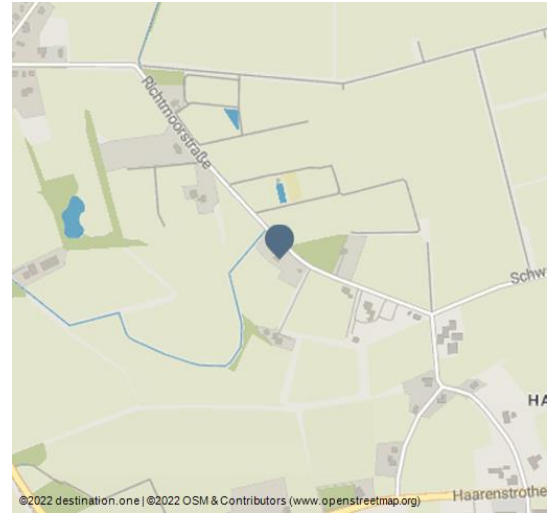 Richtmoorstraße
Schw
HA
Haarenstrothe
©2022 destination.one | ©2022 OSM & Contributors (www.openstreetmap.org)